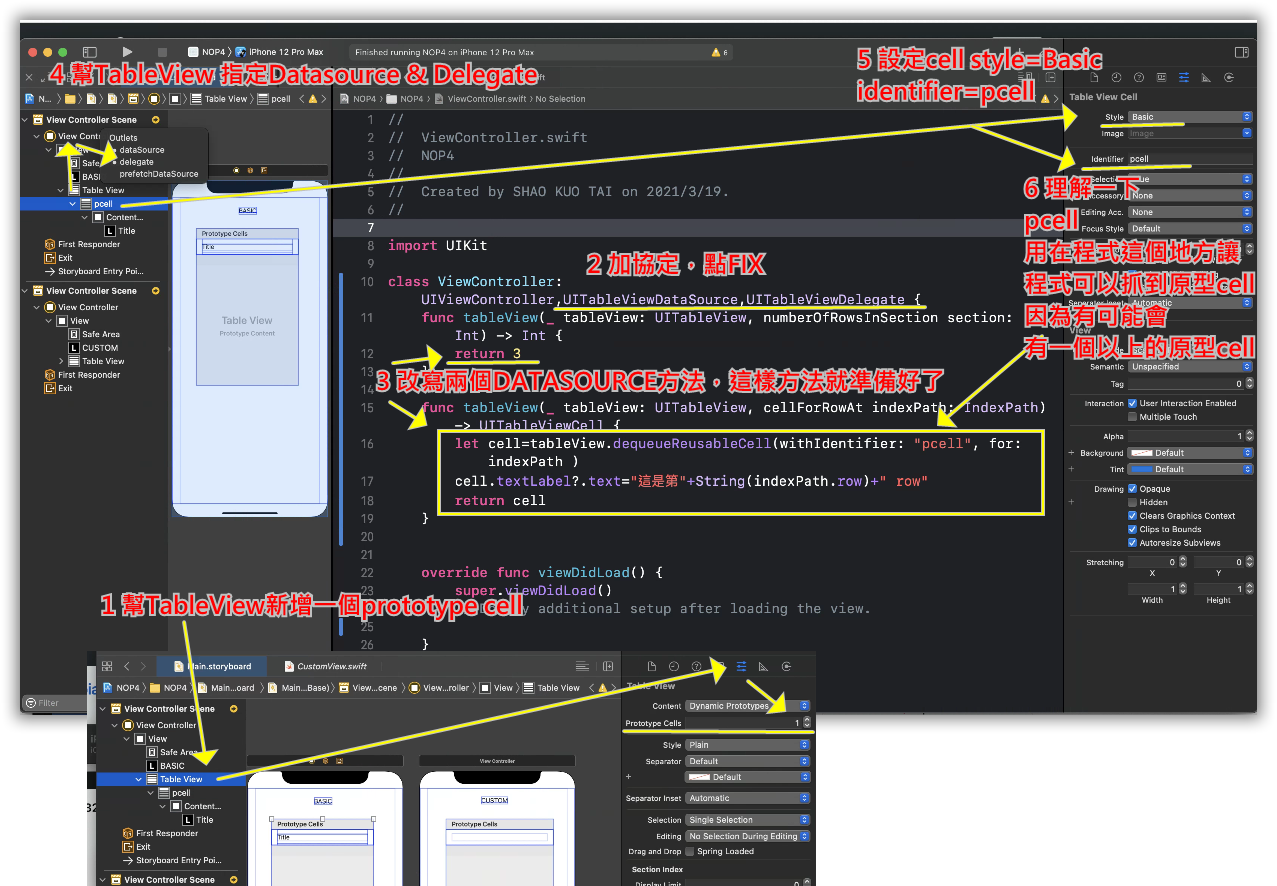 NOP4 〉 iPhone 12 Pro Max
Finished running NOP4 on iPhone 12 Pro Max
6
4 幫TableView 指定Datasource & Delegate
5 設定cell style=Basic
identifier=pcell
N... 〉 Table View 〉 pcell
NOP4 〉 NOP4 〉 ViewController.swift 〉 No Selection
View Controller Scene
View Contr
Outlets
dataSource
delegate
prefetchDataSource
Safe
BASI
Table View
pcell
Content...
Title
First Responder
Exit
Storyboard Entry Poi...
View Controller Scene
View Controller
View
Safe Area
CUSTOM
Table View
First Responder
Exit
Filter
BASIC
Prototype Cells
Title
Table View
Prototype Content
1 //
2 //  ViewController.swift
3 //  NOP4
4 //
5 //  Created by SHAO KUO TAI on 2021/3/19.
6 //
7
8 import UIKit
9
2 加協定，點FIX
10 class ViewController:
UIViewController,UITableViewDataSource,UITableViewDelegate {
11 func tableView(_ tableView: UITableView, numberOfRowsInSection section:
Int) -> Int {
12 return 3
13 }
3 改寫兩個DATASOURCE方法，這樣方法就準備好了
14
15 func tableView(_ tableView: UITableView, cellForRowAt indexPath: IndexPath)
-> UITableViewCell {
16 let cell=tableView.dequeueReusableCell(withIdentifier: "pcell", for:
indexPath )
17 cell.textLabel?.text="這是第"+String(indexPath.row)+" row"
18 return cell
19 }
20
21
22 override func viewDidLoad() {
23 super.viewDidLoad()
y additional setup after loading the view.
25
26 }
Table View Cell
Style Basic
Image Image
Identifier pcell
Selection
Accessory None
Editing Acc. None
Focus Style Default
6 理解一下
pcell
用在程式這個地方讓
程式可以抓到原型cell
因為有可能會
有一個以上的原型cell
Separator Automatic
View
Semantic Unspecified
Tag 0
Interaction User Interaction Enabled
Multiple Touch
Alpha 1
Background Default
Tint Default
Drawing Opaque
Hidden
Clears Graphics Context
Clips to Bounds
Autoresize Subviews
Stretching 0 0
X Y
1 1
Width Height
1 幫TableView新增一個prototype cell
Main.storyboard
CustomView.swift
NOP4 〉 NOP4 〉 Main...oard 〉 Main...Base) 〉 View...cene 〉 View...roller 〉 View 〉 Table View
View Controller Scene
View Controller
View
Safe Area
BASIC
Table View
pcell
Content...
Title
First Responder
Exit
Storyboard Entry Poi...
View Controller Scene
BASIC
Prototype Cells
Title
View Controller
CUSTOM
Prototype Cells
Table View
Content Dynamic Prototypes
Prototype Cells 1
Style Plain
Separator Default
Default
Separator Inset Automatic
Selection Single Selection
Editing No Selection During Editing
Drag and Drop Spring Loaded
Section Index
Display Limit 0